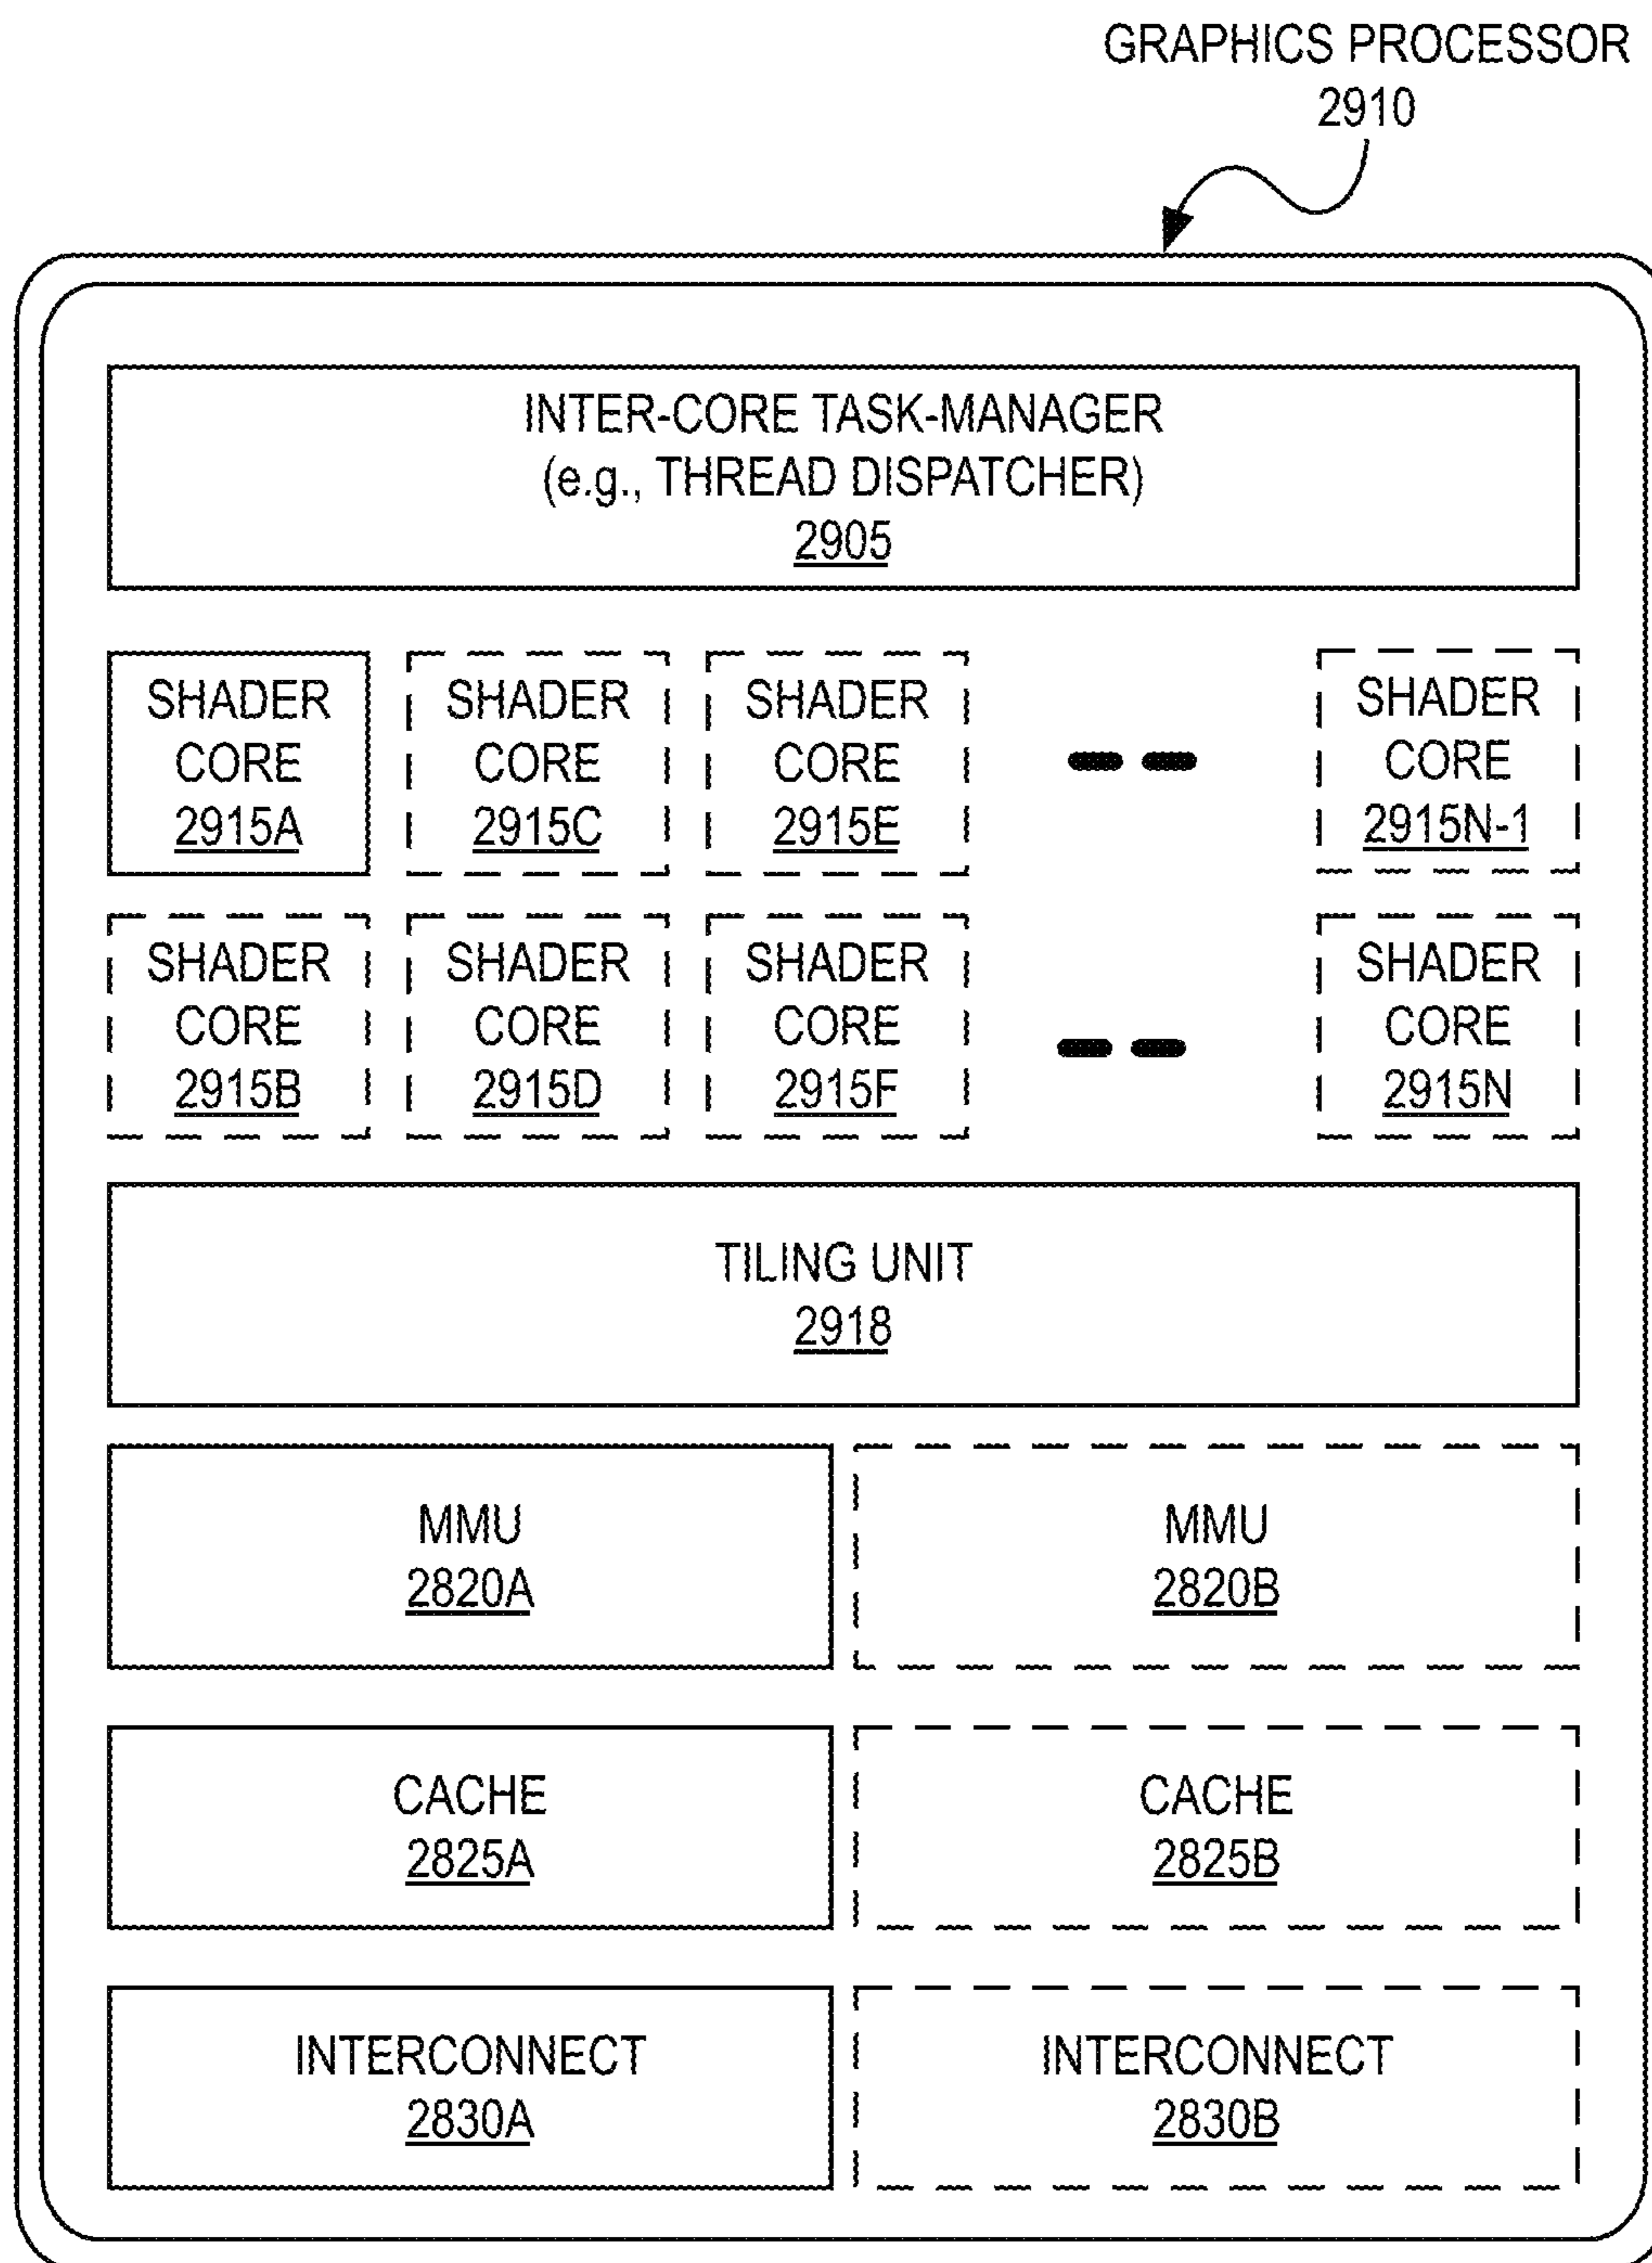 GRAPHICS PROCESSOR
2910
INTER-CORE TASK-MANAGER
(e.g., THREAD DISPATCHER)
2905
SHADER
CORE
2915A
SHADER
CORE
2915C
SHADER
CORE
2915E
SHADER
CORE
2915N-1
SHADER
CORE
2915B
SHADER
CORE
2915D
SHADER
CORE
2915F
SHADER
CORE
2915N
TILING UNIT
2918
MMU
2820A
MMU
2820B
CACHE
2825A
CACHE
2825B
INTERCONNECT
2830A
INTERCONNECT
2830B